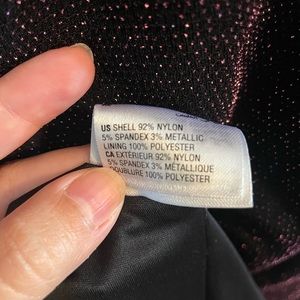 US SHELL 92% NYLON
5% SPANDEX 3% METALLIC
LINING 100% POLYESTER
CA EXTÉRIEUR 92% NYLON
5% SPANDEX 3% MÉTALLIQUE
DOUBLURE 100% POLYESTER